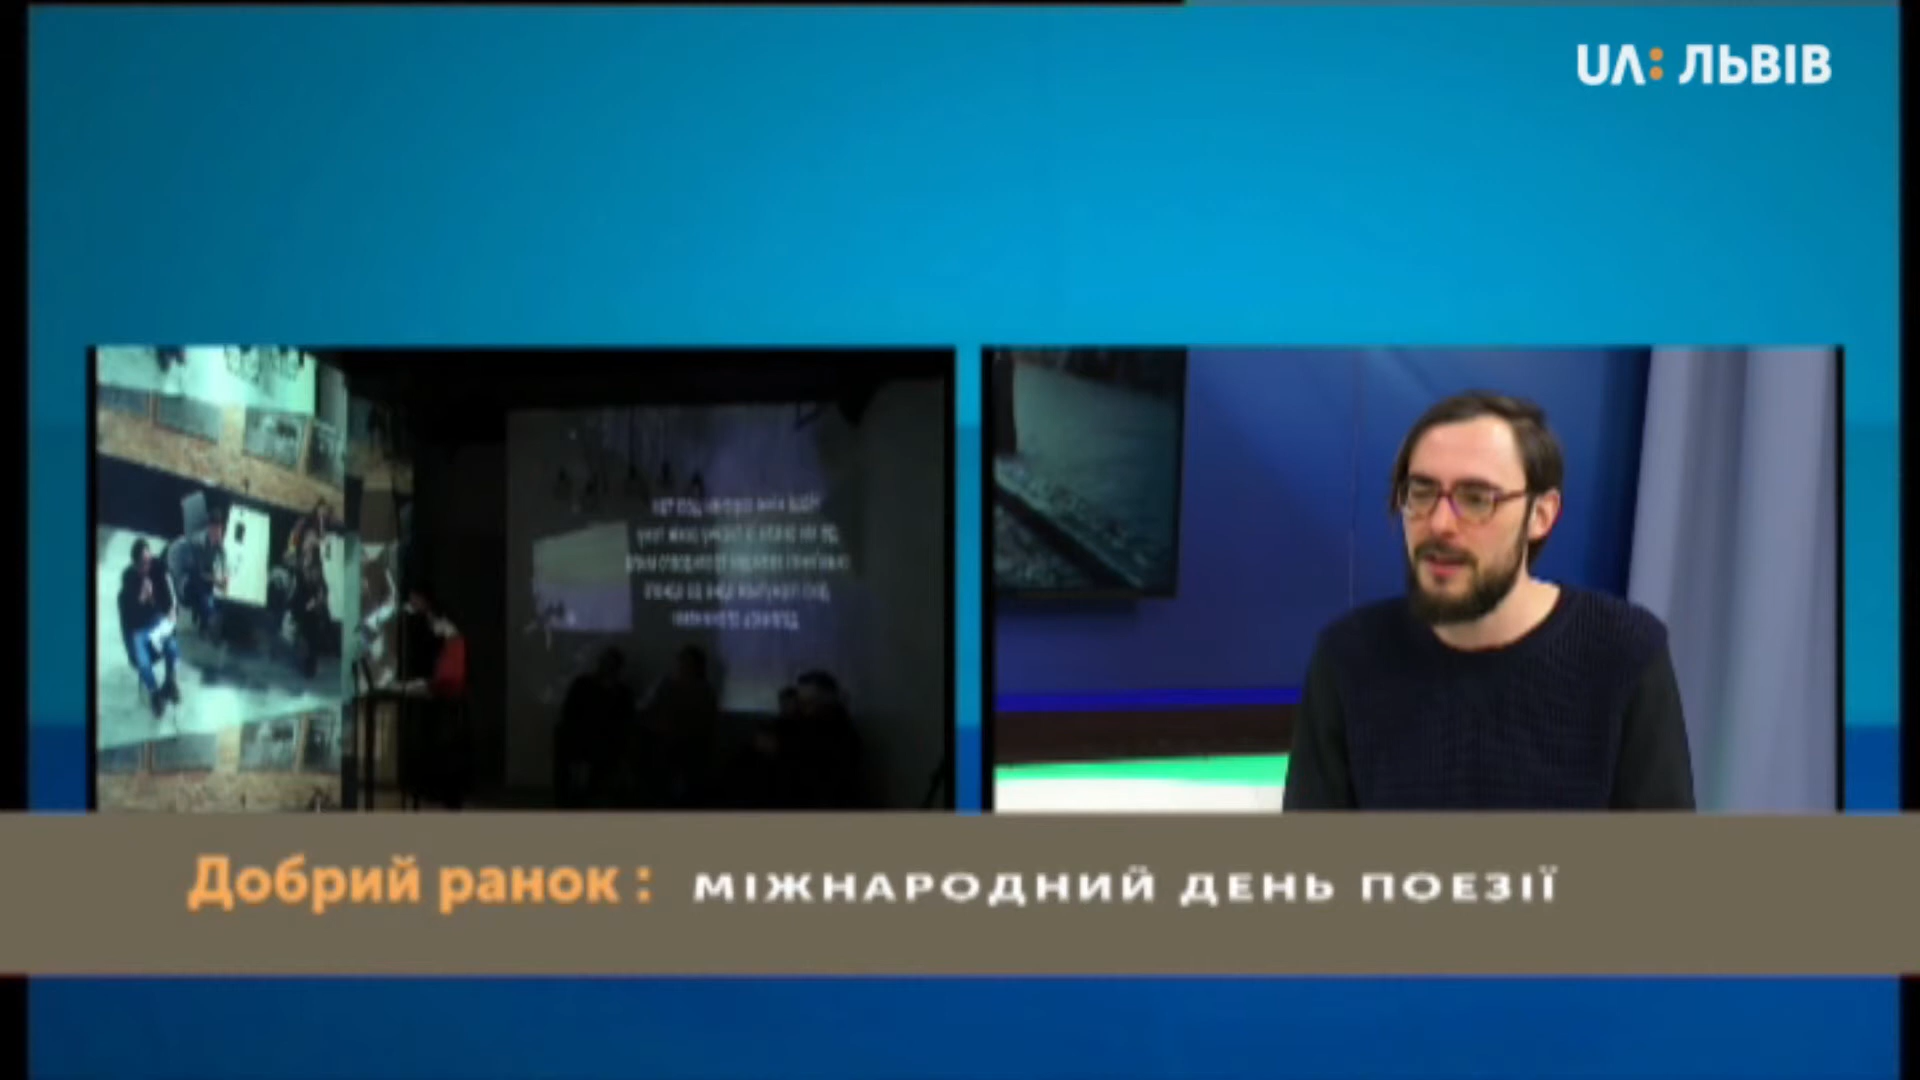 UA: ЛЬВІВ
Добрий ранок : МІЖНАРОДНИЙ ДЕНЬ ПОЕЗІЇ